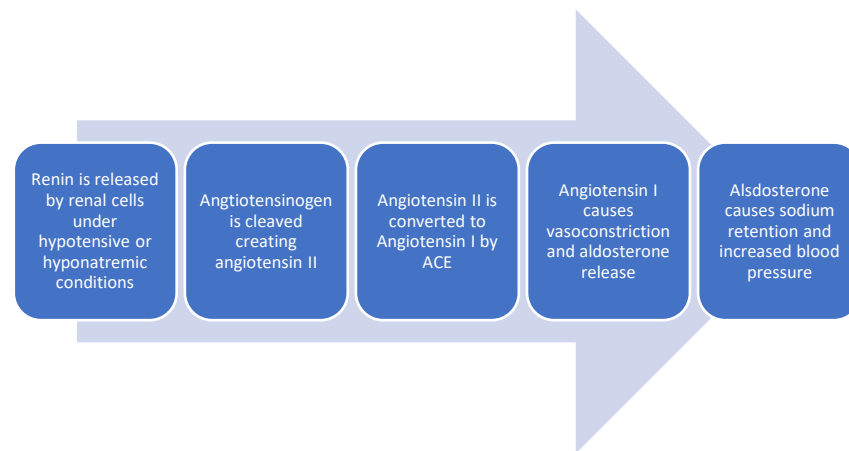 Renin is released
by renal cells
under
hypotensive or
hyponatremic
conditions
Angtiotensinogen
is cleaved
creating
angiotensin II
Angiotensin II is
converted to
Angiotensin I by
ACE
Angiotensin I
causes
vasoconstriction
and aldosterone
release
Alsdosterone
causes sodium
retention and
increased blood
pressure